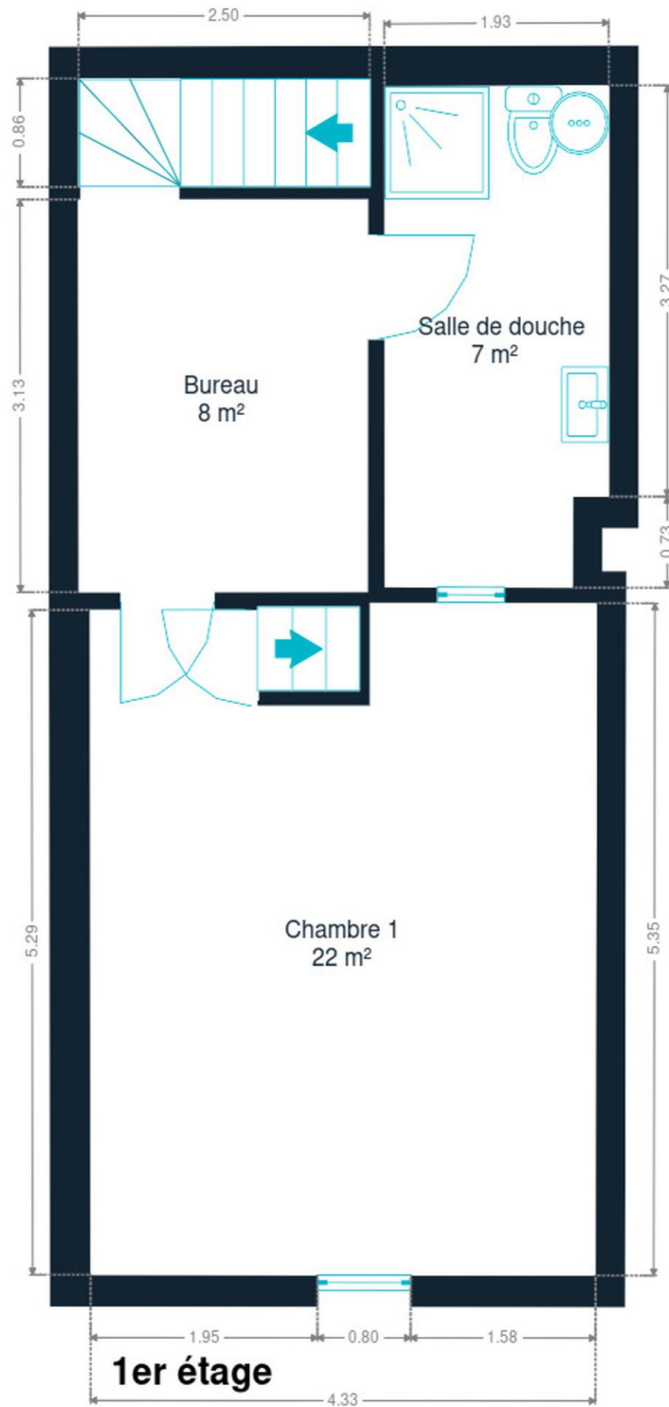 2.50
1.93
0.86
3.27
Salle de douche
7 m²
Bureau
8 m²
3.13
0.73
5.29
5.35
Chambre 1
22 m²
1.95
0.80
1.58
1er étage
4.33